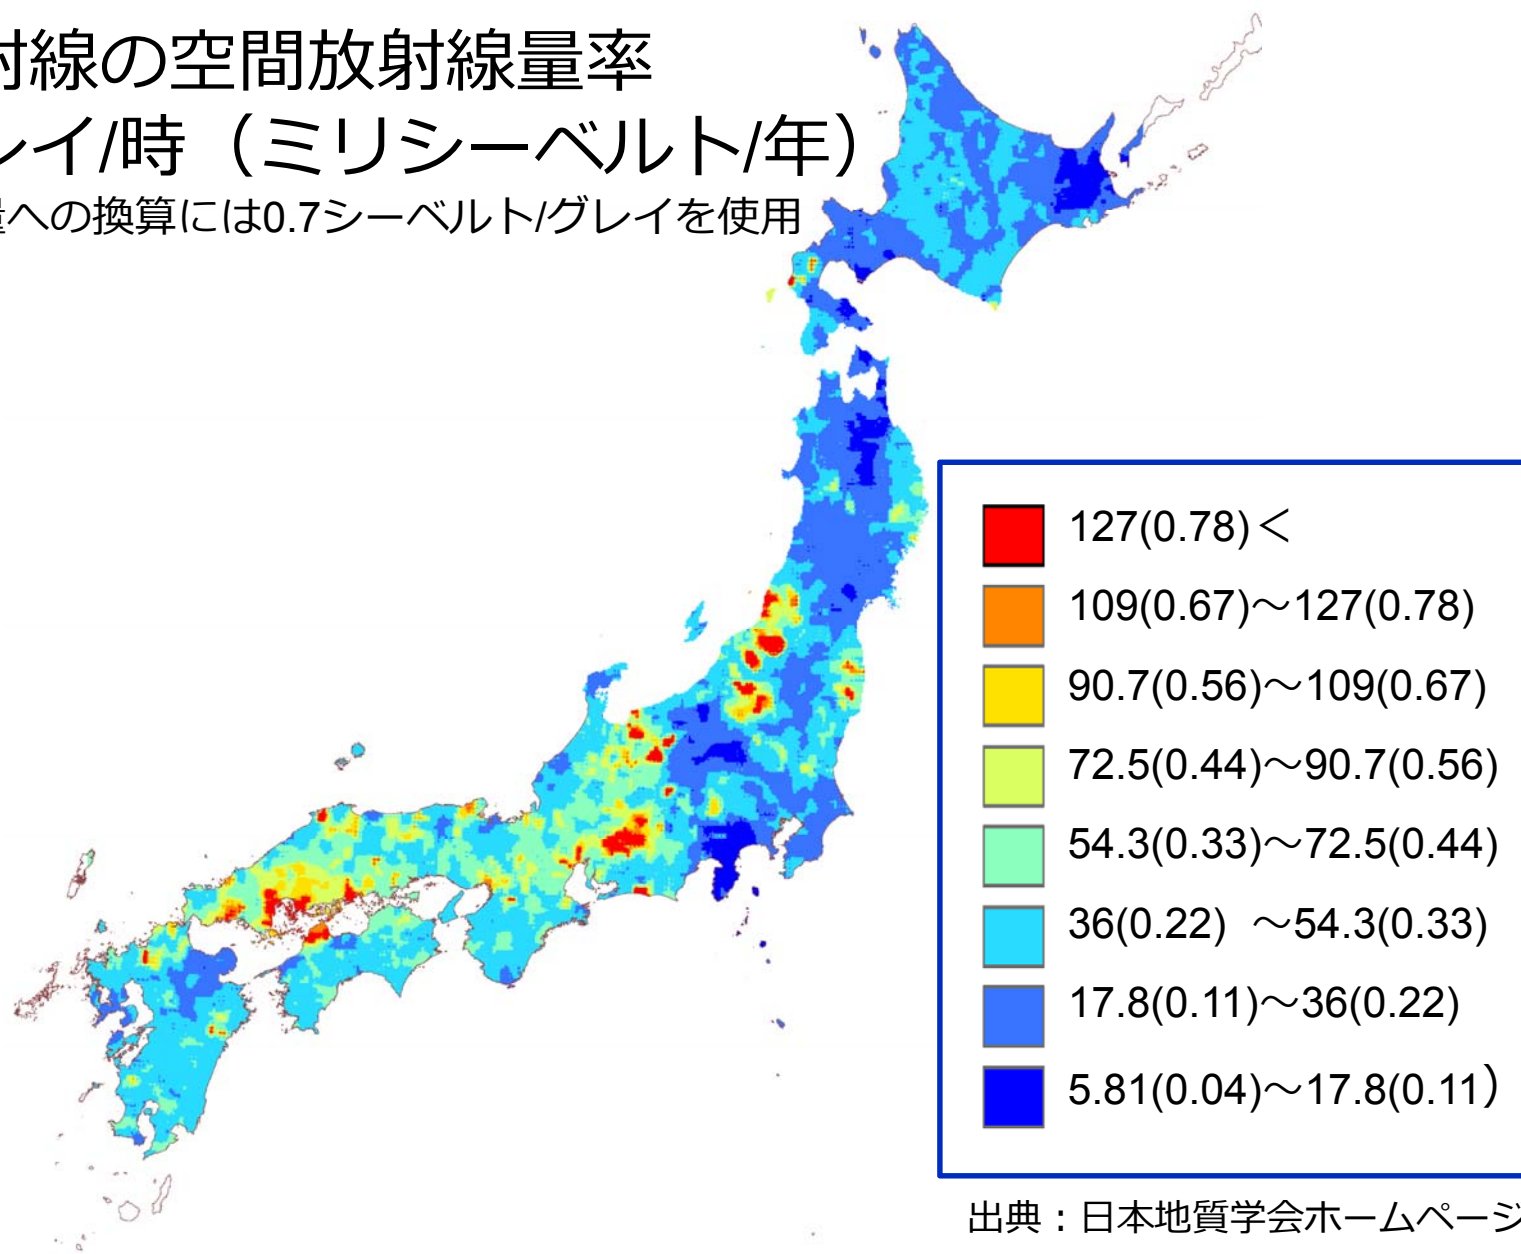 射線の空間放射線量率
レイ/時（ミリシーベルト/年）
量への換算には0.7シーベルト/グレイを使用
127(0.78)＜
109(0.67)～127(0.78)
90.7(0.56)～109(0.67)
72.5(0.44)～90.7(0.56)
54.3(0.33)～72.5(0.44)
36(0.22) ～54.3(0.33)
17.8(0.11)～36(0.22)
5.81(0.04)～17.8(0.11）
出典：日本地質学会ホームページ